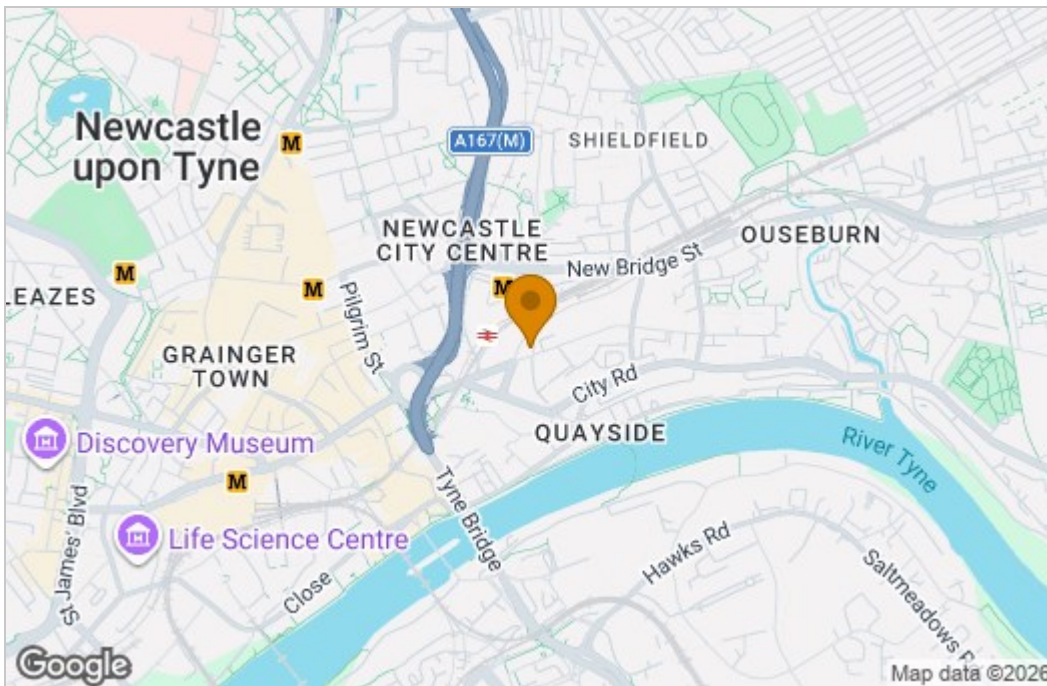 Newcastle
upon Tyne
A167(M)
SHIELDFIELD
M
NEWCASTLE
CITY CENTRE
OUSEBURN
New Bridge St
M
M
M
LEAZES
Pilgrim St
GRAINGER
TOWN
City Rd
QUAYSIDE
Discovery Museum
River Tyne
M
Tyne Bridge
St James' Blvd
Life Science Centre
Hawks Rd
Close
Saltmeadows
Google
Map data ©2026